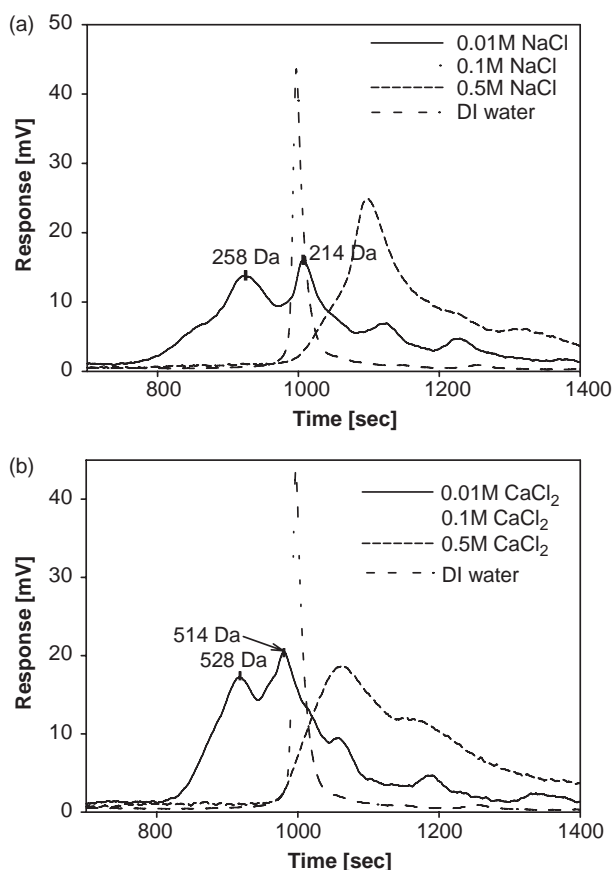 (a)
50
40
30
20
10
0
Response [mV]
0.01M NaCl
0.1M NaCl
0.5M NaCl
DI water
258 Da
214 Da
800 1000 1200 1400
Time [sec]
(b)
40
30
20
10
0
Response [mV]
0.01M CaCl₂
0.1M CaCl₂
0.5M CaCl₂
DI water
514 Da
528 Da
800 1000 1200 1400
Time [sec]